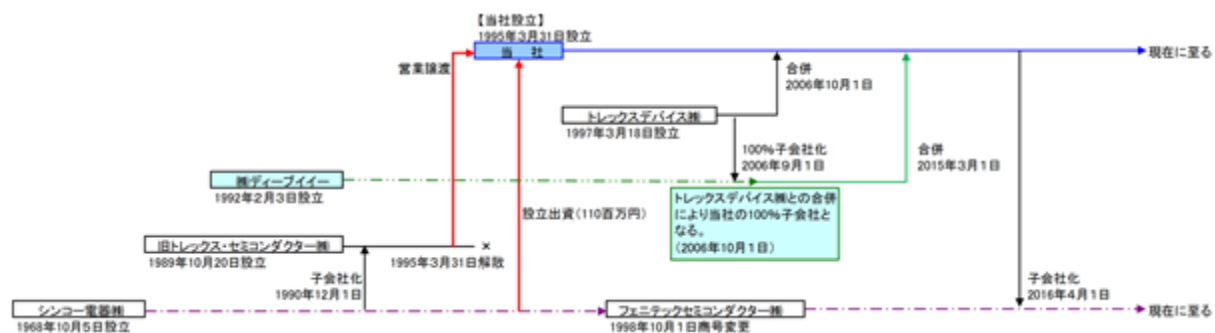 【当社設立】
1995年3月31日設立
当 社
現在に至る
営業譲渡
合併
2006年10月1日
トレックスデバイス㈱
1997年3月18日設立
100%子会社化
2006年9月1日
合併
2015年3月1日
㈱ディーブイイー
1992年2月3日設立
トレックスデバイス㈱との合併
により当社の100%子会社と
なる。
(2006年10月1日)
設立出資(110百万円)
旧トレックス・セミコンダクター㈱
1989年10月20日設立
×
1995年3月31日解散
子会社化
1990年12月1日
子会社化
2016年4月1日
シンコー電器㈱
1968年10月5日設立
フェニテックセミコンダクター㈱
1998年10月1日商号変更
現在に至る